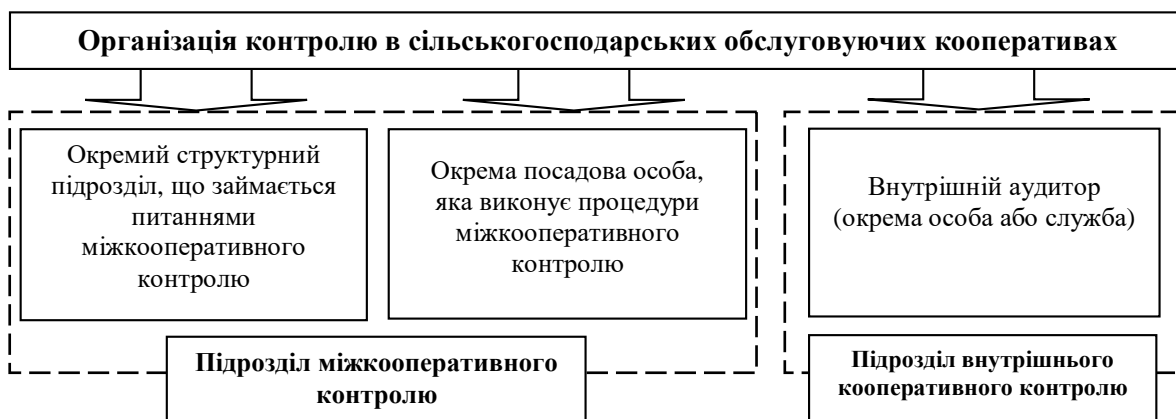 Організація контролю в сільськогосподарських обслуговуючих кооперативах
Окремий структурний
підрозділ, що займається
питаннями
міжкооперативного
контролю
Окрема посадова особа,
яка виконує процедури
міжкооперативного
контролю
Внутрішній аудитор
(окрема особа або служба)
Підрозділ міжкооперативного
контролю
Підрозділ внутрішнього
кооперативного контролю